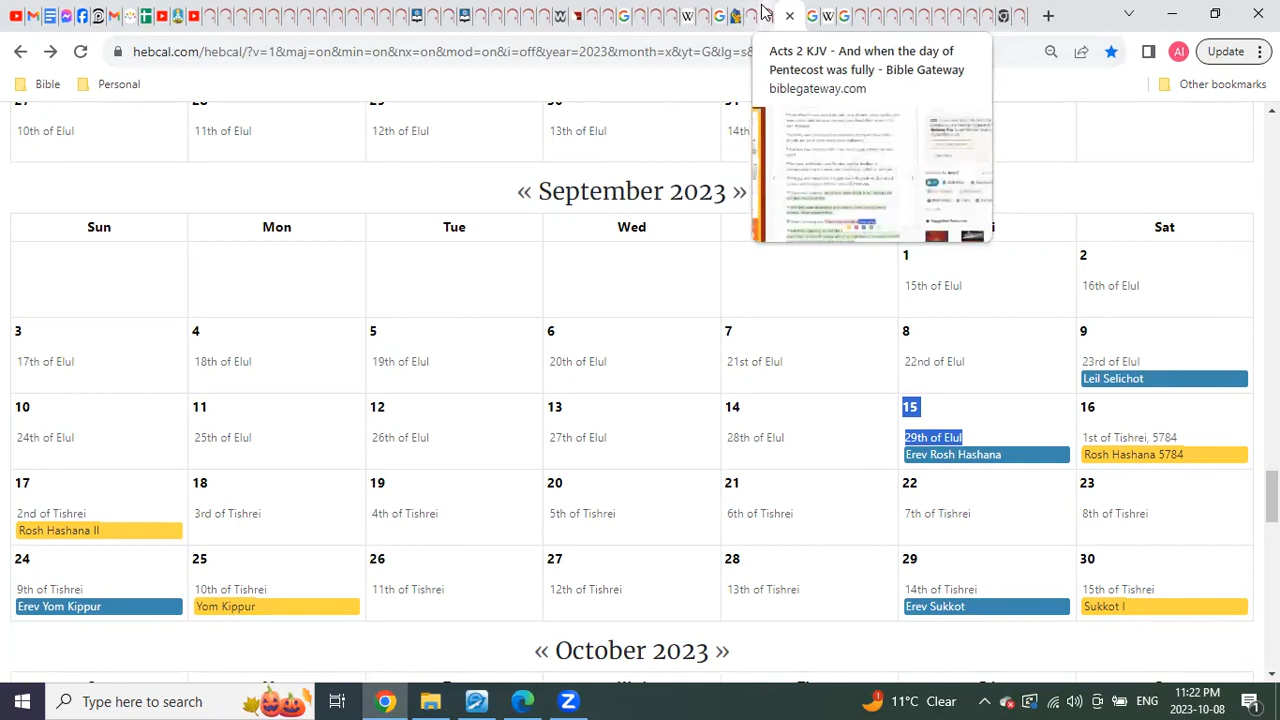 hebcal.com/hebcal/?v=1&maj=on&min=on&nx=on&mod=on&i=off&year=2023&month=x&yt=G&lg=s&
AI
Update
Acts 2 KJV - And when the day of
Pentecost was fully - Bible Gateway
biblegateway.com
Bible
Personal
Other bookmarks
27 28 29 30 31
10th of Elul
11th of Elul
14th
September 2023 »
Tue
Wed
Sat
1
15th of Elul
2
16th of Elul
3
17th of Elul
4
18th of Elul
5
19th of Elul
6
20th of Elul
7
21st of Elul
8
22nd of Elul
9
23rd of Elul
Leil Selichot
10
24th of Elul
11
25th of Elul
12
26th of Elul
13
27th of Elul
14
28th of Elul
15
29th of Elul
Erev Rosh Hashana
16
1st of Tishrei, 5784
Rosh Hashana 5784
17
2nd of Tishrei
Rosh Hashana II
18
3rd of Tishrei
19
4th of Tishrei
20
5th of Tishrei
21
6th of Tishrei
22
7th of Tishrei
23
8th of Tishrei
24
9th of Tishrei
Erev Yom Kippur
25
10th of Tishrei
Yom Kippur
26
11th of Tishrei
27
12th of Tishrei
28
13th of Tishrei
29
14th of Tishrei
Erev Sukkot
30
15th of Tishrei
Sukkot I
« October 2023 »
Type here to search
11°C Clear
ENG
11:22 PM
2023-10-08
1